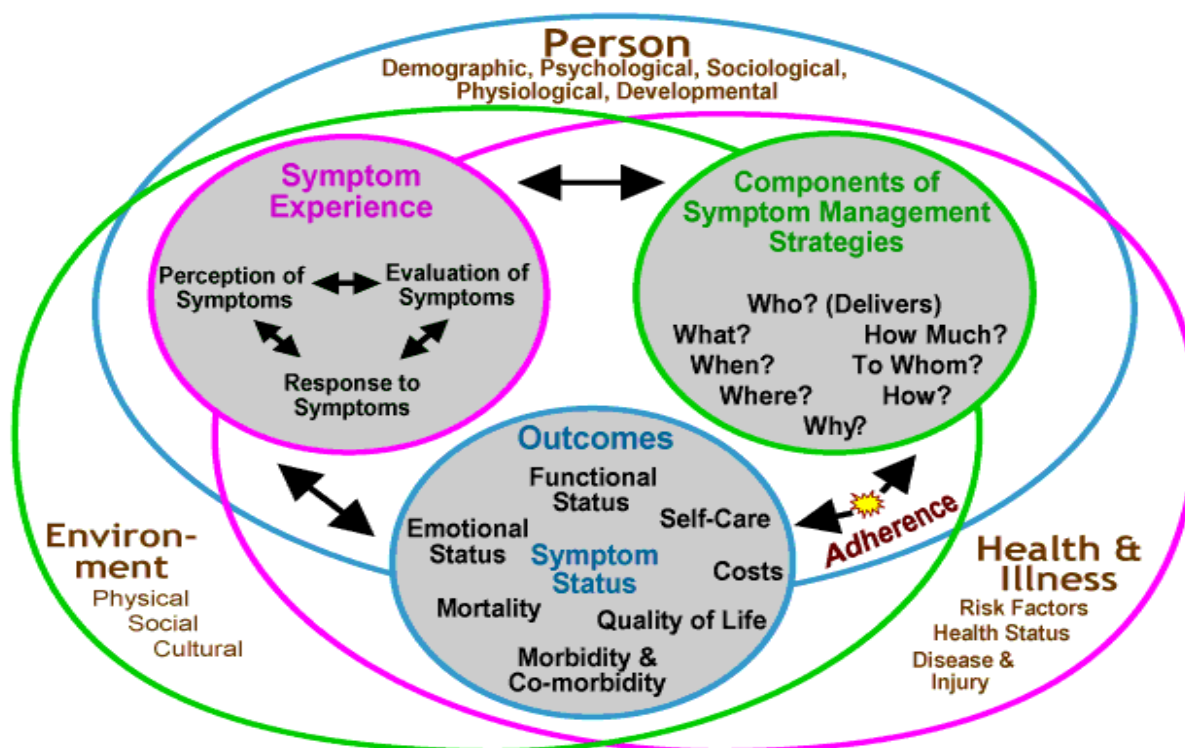 Person
Demographic, Psychological, Sociological,
Physiological, Developmental
Symptom
Experience
Perception of
Symptoms
Evaluation of
Symptoms
Response to
Symptoms
Components of
Symptom Management
Strategies
Who? (Delivers)
What?
How Much?
When?
To Whom?
Where?
How?
Why?
Outcomes
Functional
Status
Emotional
Status
Self-Care
Symptom
Status
Costs
Mortality
Quality of Life
Morbidity &
Co-morbidity
Adherence
Environ-
ment
Physical
Social
Cultural
Health &
Illness
Risk Factors
Health Status
Disease &
Injury